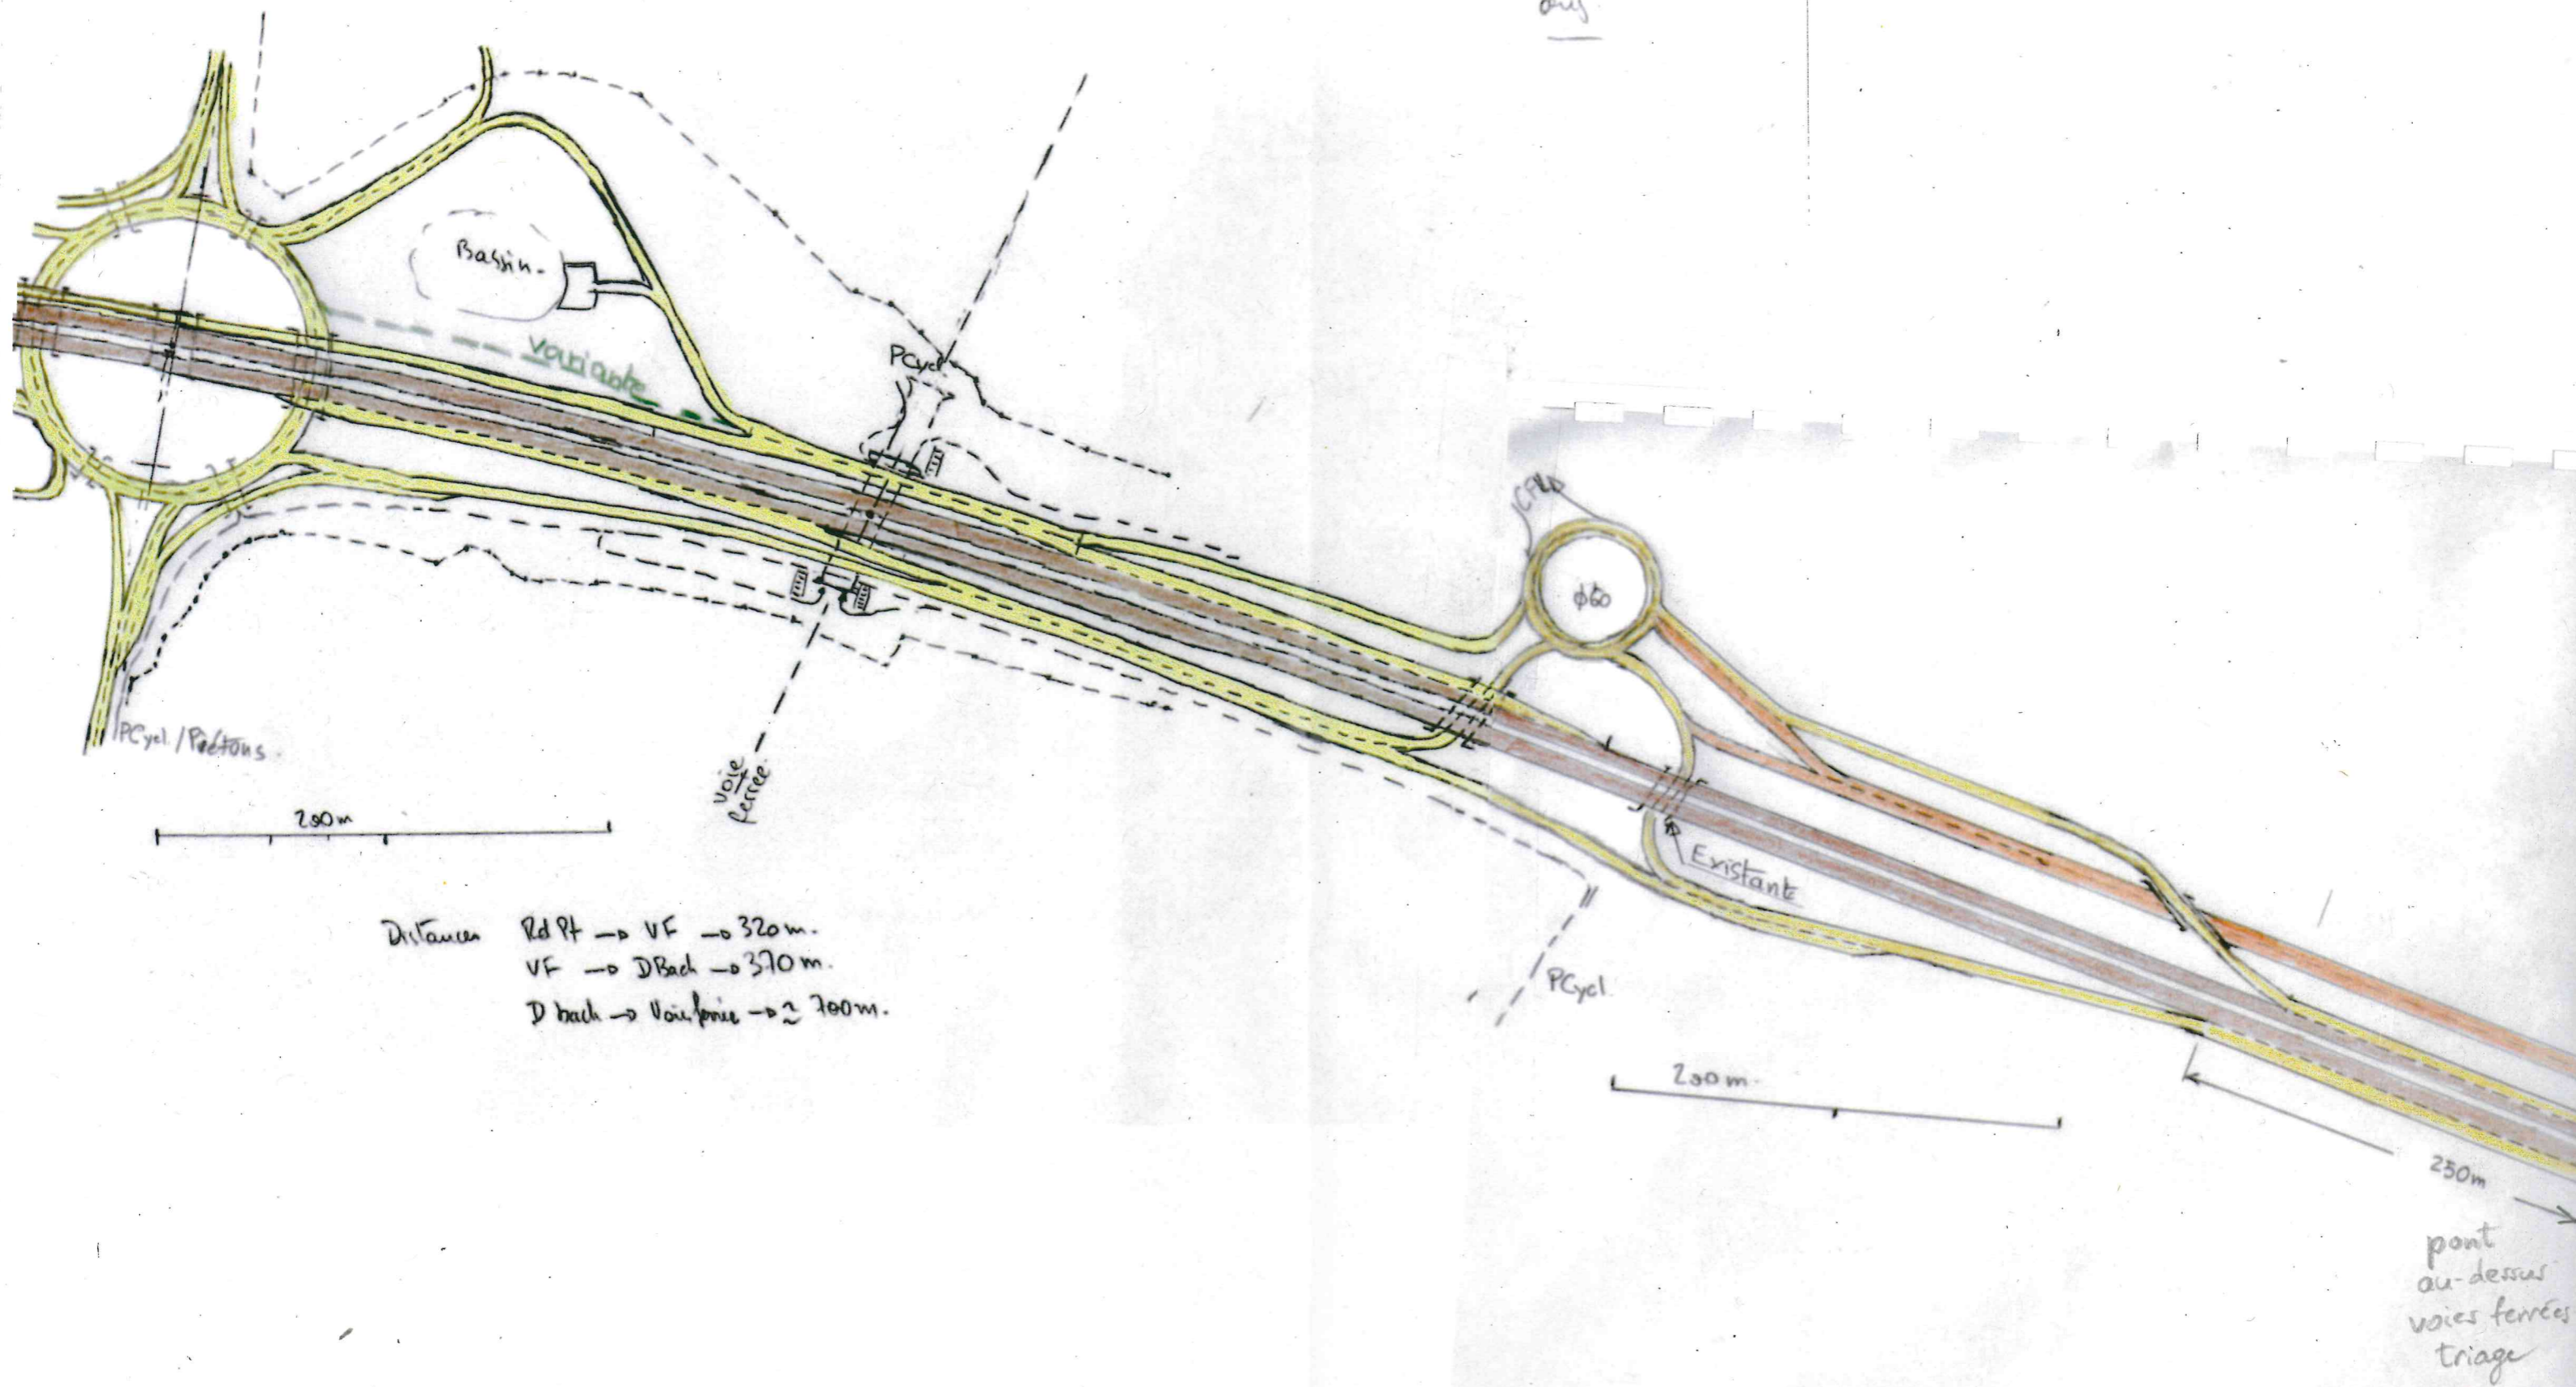 Bassin-
variante
PCycl
φ60
Existante
PCycl./Piétons.
voie
ferrée.
200m
Distances Rd Pt → VF → 320m.
VF → DBach → 370m.
D bach → Voie ferrée → ≃ 700m.
PCycl.
200m.
250m
pont
au-dessus
voies ferrées
triage